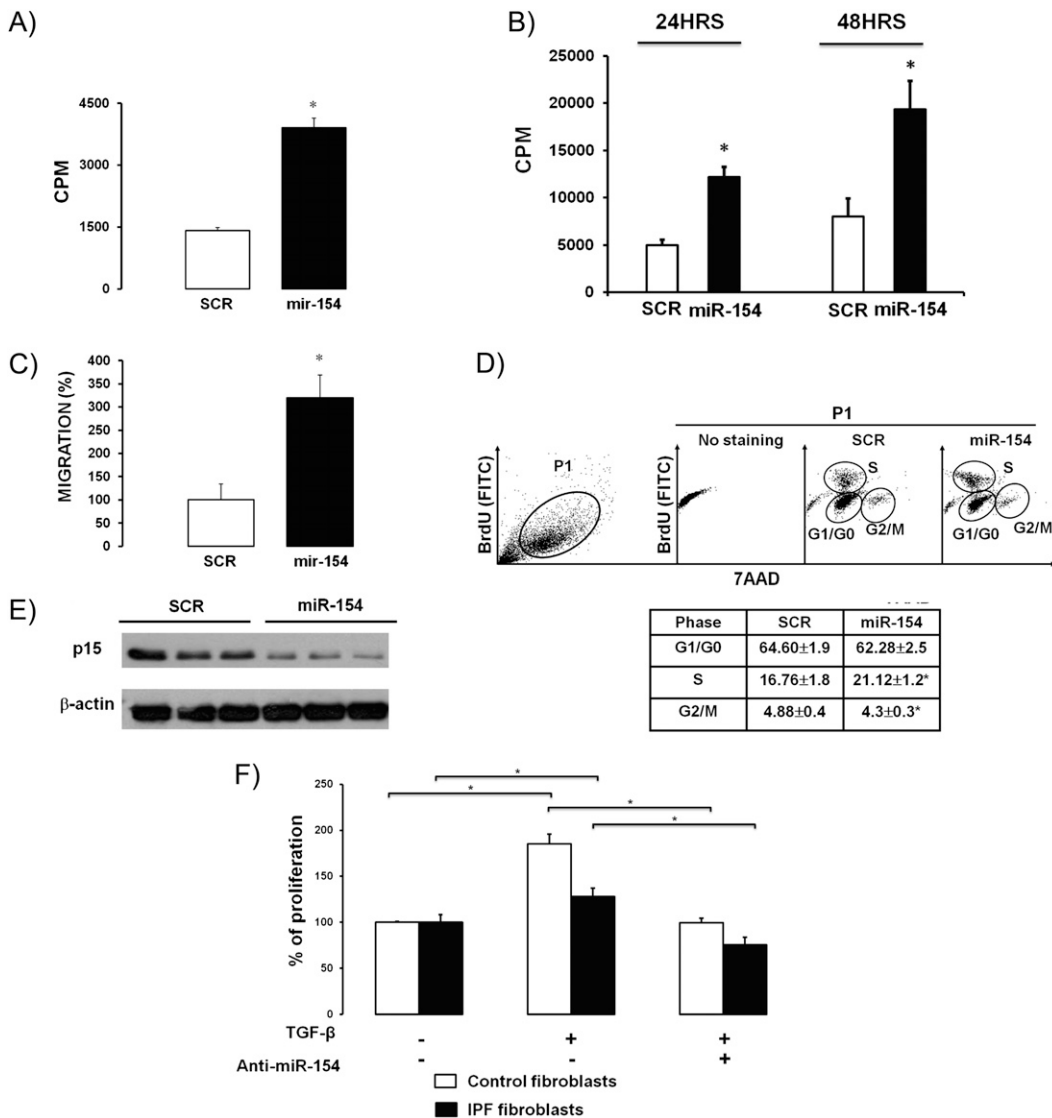 A)
4500
3000
1500
0
CPM
SCR
mir-154
B)
24HRS
48HRS
25000
20000
15000
10000
5000
0
CPM
*
*
*
SCR miR-154
SCR miR-154
C)
400
350
300
250
200
150
100
50
0
MIGRATION (%)
*
SCR
mir-154
D)
P1
No staining
SCR
miR-154
P1
S
S
BrdU (FITC)
BrdU (FITC)
G1/G0
G2/M
G1/G0
G2/M
7AAD
Phase SCR miR-154
G1/G0 64.60±1.9 62.28±2.5
S 16.76±1.8 21.12±1.2*
G2/M 4.88±0.4 4.3±0.3*
E)
SCR
miR-154
p15
β-actin
F)
250
200
150
100
50
0
% of proliferation
*
*
*
*
TGF-β - + +
Anti-miR-154 - - +
Control fibroblasts
IPF fibroblasts